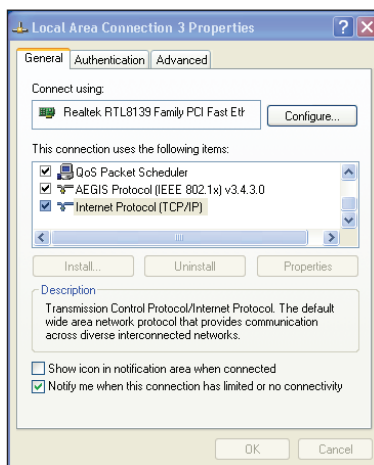 Local Area Connection 3 Properties
General Authentication Advanced
Connect using:
Realtek RTL8139 Family PCI Fast Eth
Configure...
This connection uses the following items:
QoS Packet Scheduler
AEGIS Protocol (IEEE 802.1x) v3.4.3.0
Internet Protocol (TCP/IP)
Install... Uninstall Properties
Description
Transmission Control Protocol/Internet Protocol. The default
wide area network protocol that provides communication
across diverse interconnected networks.
Show icon in notification area when connected
Notify me when this connection has limited or no connectivity
OK Cancel